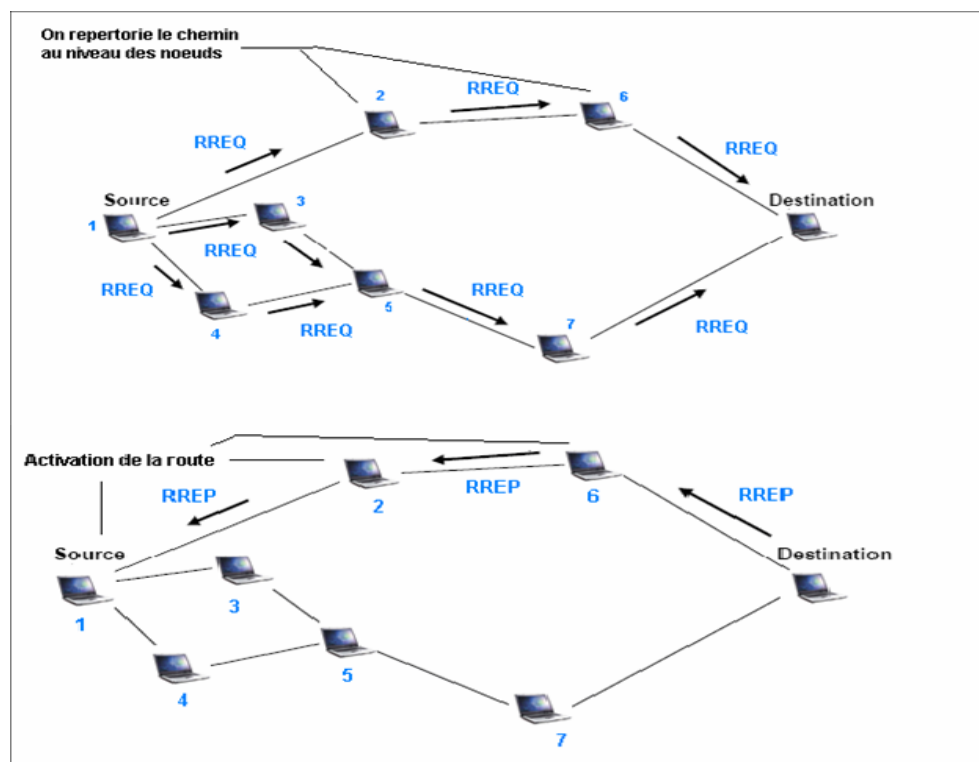 On repertorie le chemin
au niveau des noeuds
RREQ
6
2
RREQ
RREQ
Source
3
Destination
1
RREQ
RREQ
RREQ
5
4
RREQ
7
RREQ
Activation de la route
RREP
2
RREP
6
RREP
Source
Destination
1
3
4
5
7